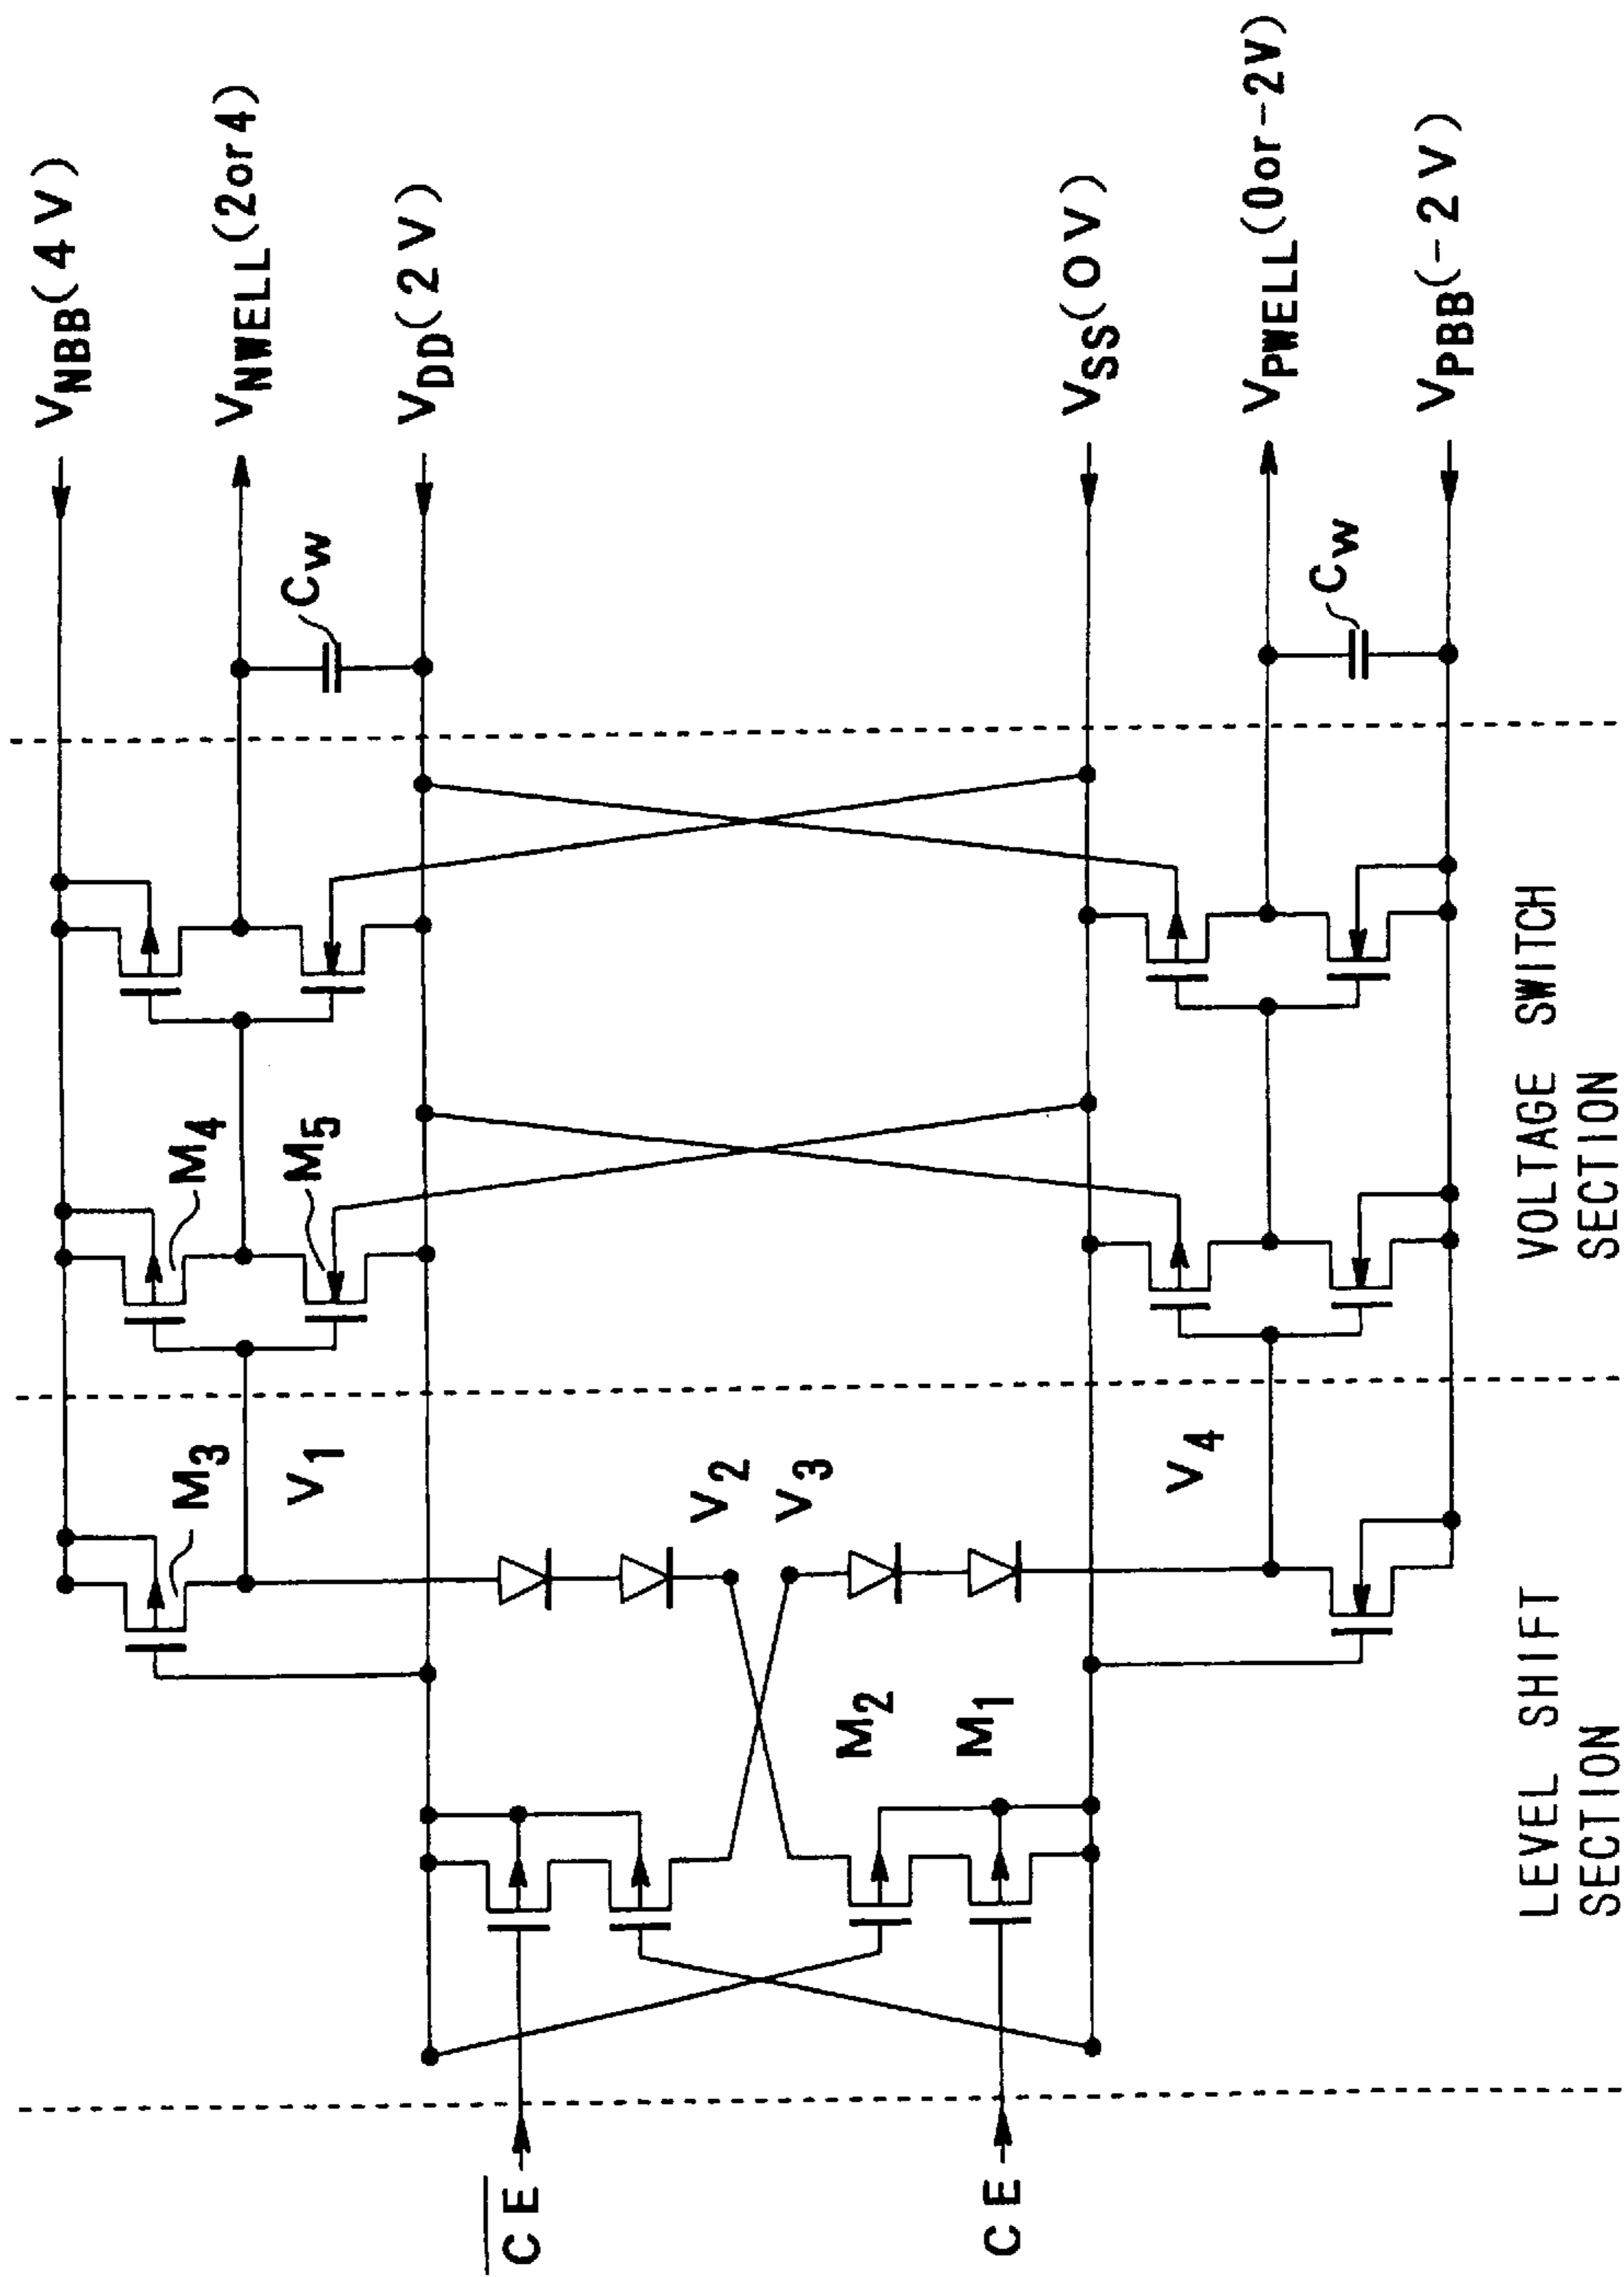 V_NBB(4V)
V_NWELL(2or4)
V_DD(2V)
C_W
V_SS(0V)
V_PWELL(0or-2V)
V_PBB(-2V)
C_W
M_4
M_5
M_3
V_1
V_2
V_3
V_4
M_2
M_1
C̅E̅
CE
LEVEL SHIFT
SECTION
VOLTAGE SWITCH
SECTION